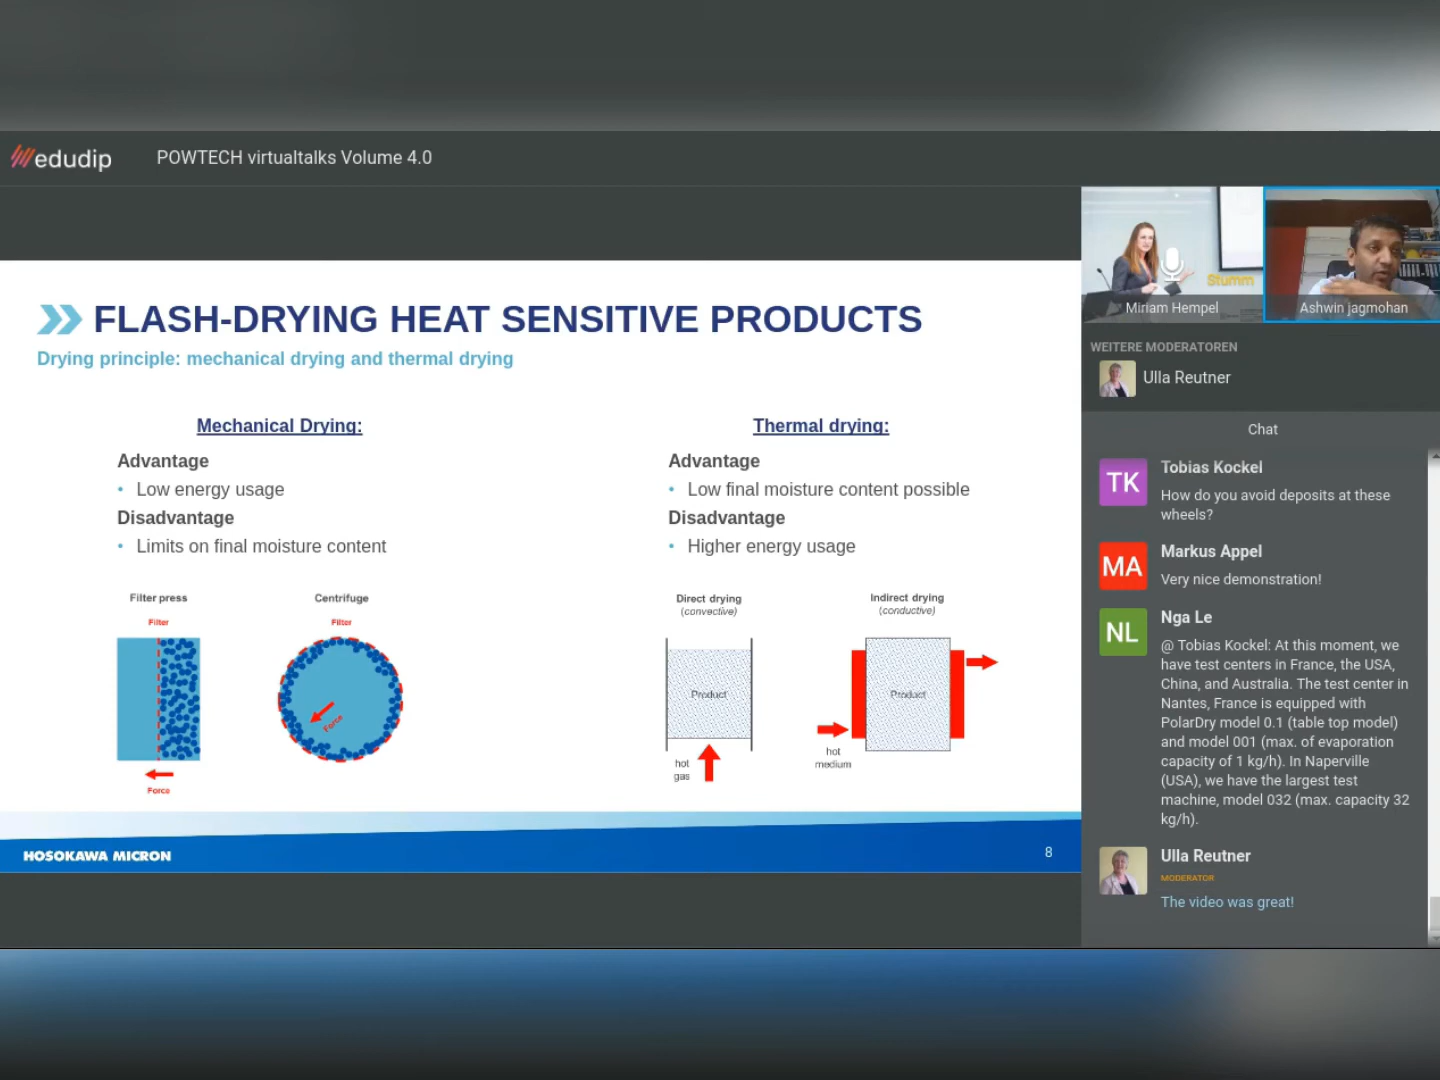 edudip
POWTECH virtualtalks Volume 4.0
FLASH-DRYING HEAT SENSITIVE PRODUCTS
Drying principle: mechanical drying and thermal drying
Mechanical Drying:
Advantage
• Low energy usage
Disadvantage
• Limits on final moisture content
Filter press
Filter
Force
Centrifuge
Filter
Force
Thermal drying:
Advantage
• Low final moisture content possible
Disadvantage
• Higher energy usage
Direct drying
(convective)
Product
hot
gas
Indirect drying
(conductive)
Product
hot
medium
HOSOKAWA MICRON
8
Stumm
Miriam Hempel
Ashwin jagmohan
WEITERE MODERATOREN
Ulla Reutner
Chat
TK
Tobias Kockel
How do you avoid deposits at these
wheels?
MA
Markus Appel
Very nice demonstration!
NL
Nga Le
@ Tobias Kockel: At this moment, we
have test centers in France, the USA,
China, and Australia. The test center in
Nantes, France is equipped with
PolarDry model 0.1 (table top model)
and model 001 (max. of evaporation
capacity of 1 kg/h). In Naperville
(USA), we have the largest test
machine, model 032 (max. capacity 32
kg/h).
Ulla Reutner
MODERATOR
The video was great!